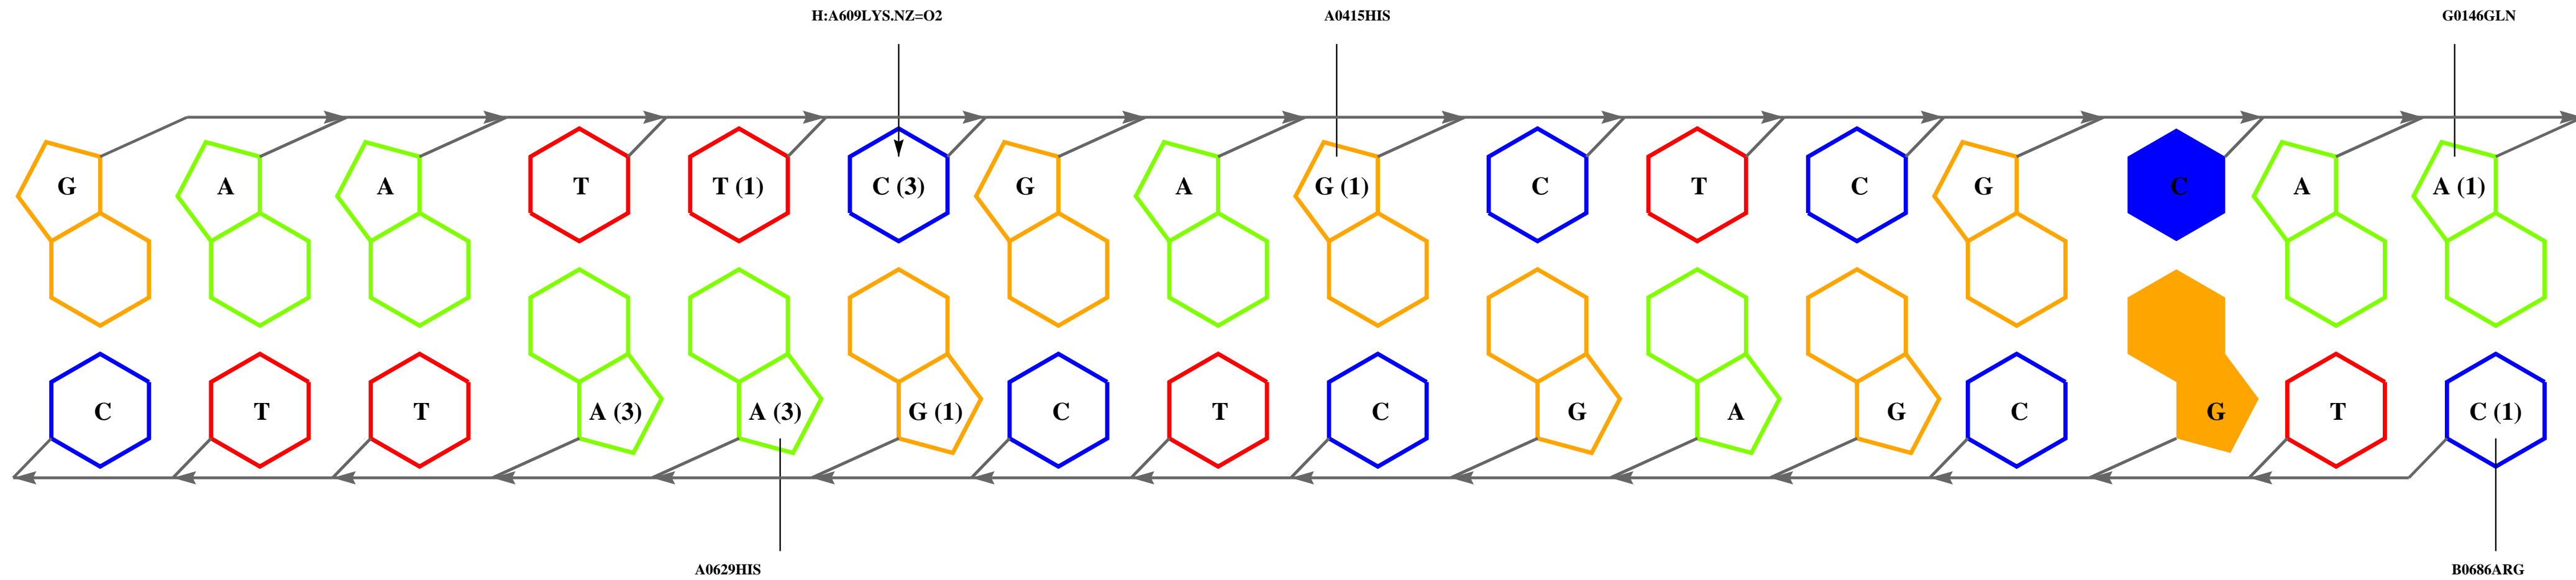 H:A609LYS.NZ=O2 A0415HIS G0146GLN
G A A T T (1) C (3) G A G (1) C T C G C A A (1)
C T T A (3) A (3) G (1) C T C G A G C G T C (1)
A0629HIS B0686ARG